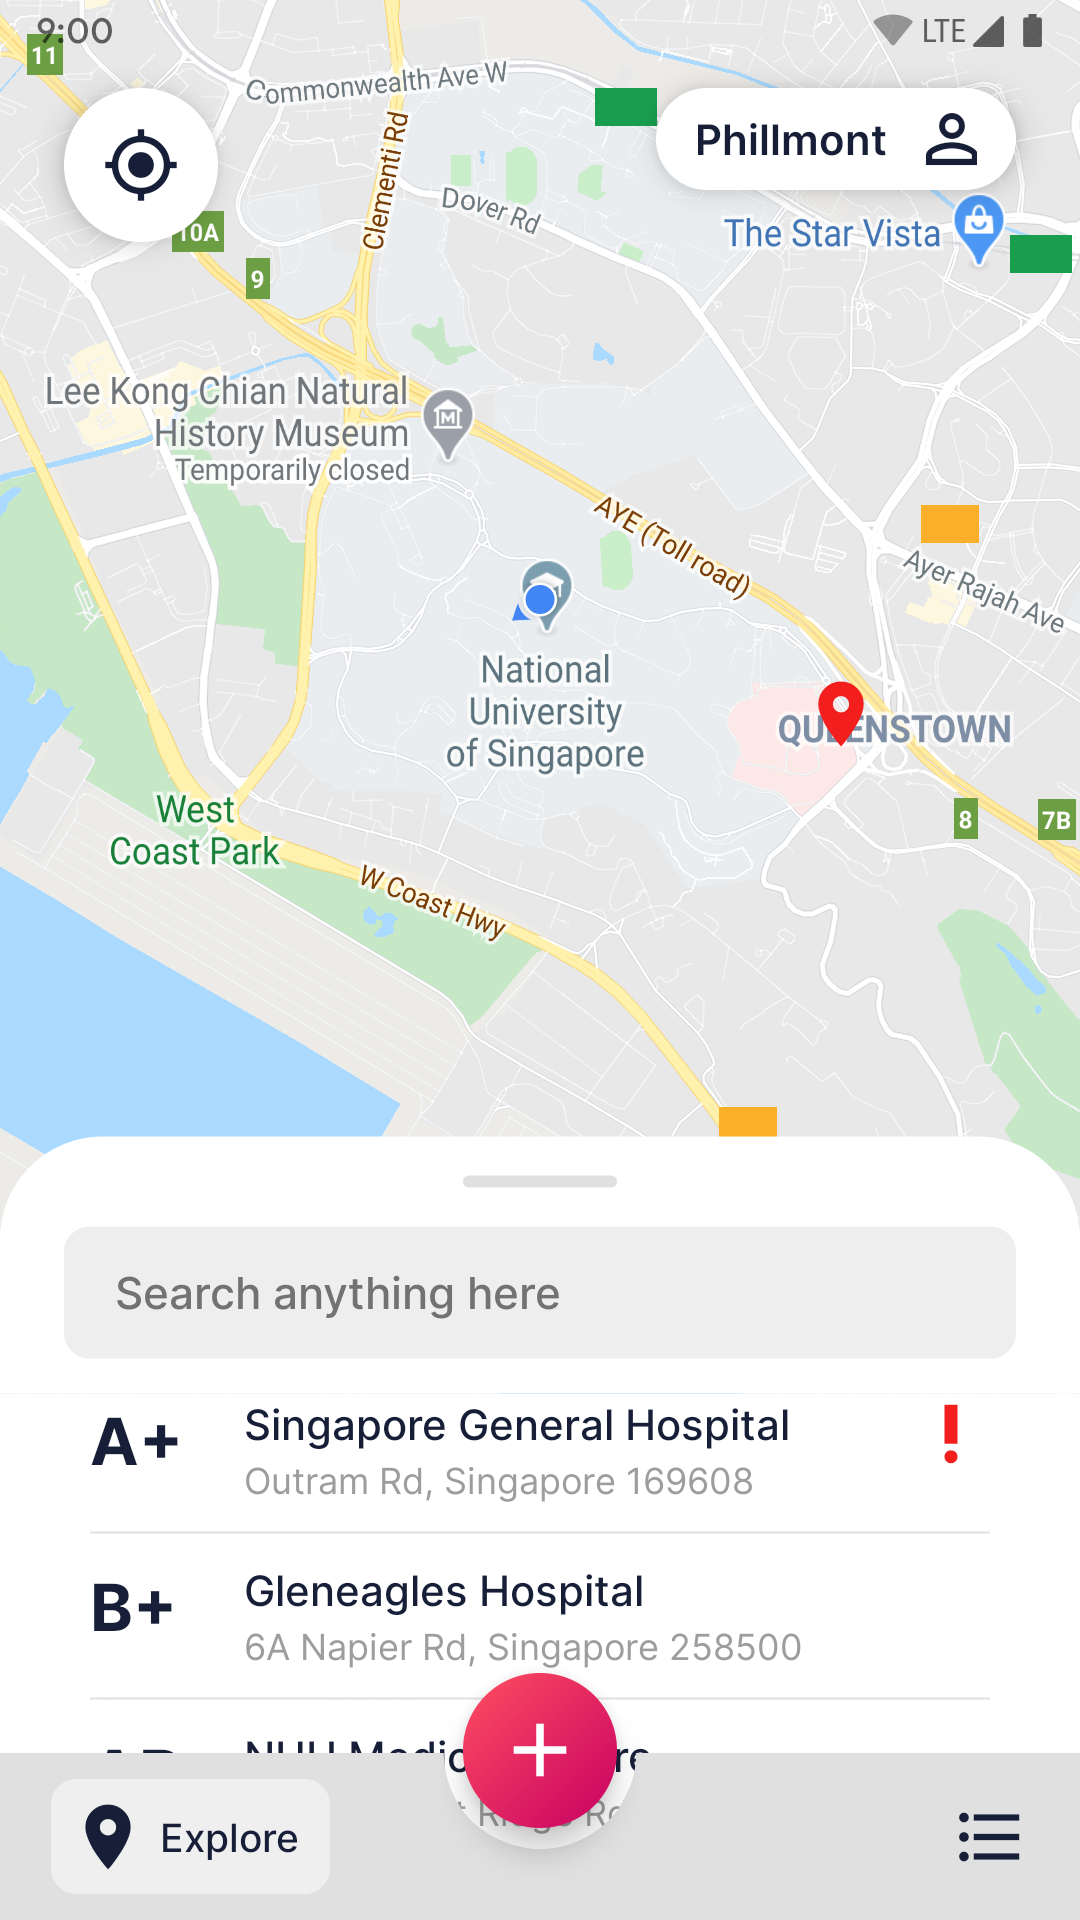 9:00
LTE
11
Commonwealth Ave W
Phillmont
Clementi Rd
Dover Rd
10A
The Star Vista
9
Lee Kong Chian Natural
History Museum
Temporarily closed
AYE (Toll road)
Ayer Rajah Ave
National
University
of Singapore
QUEENSTOWN
West
Coast Park
8
7B
W Coast Hwy
Search anything here
A+
Singapore General Hospital
Outram Rd, Singapore 169608
B+
Gleneagles Hospital
6A Napier Rd, Singapore 258500
Explore